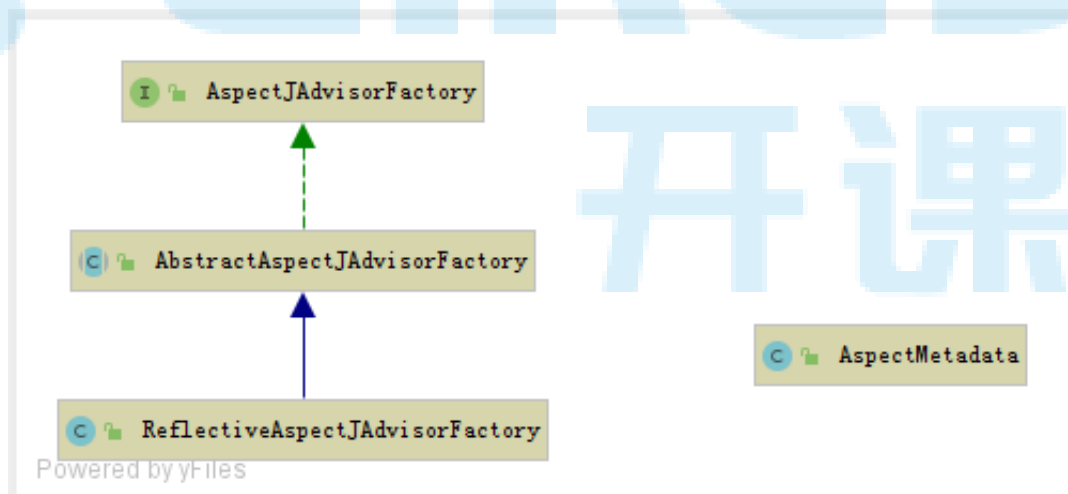 AspectJAdvisorFactory
开课
AbstractAspectJAdvisorFactory
AspectMetadata
ReflectiveAspectJAdvisorFactory
Powered by yFiles